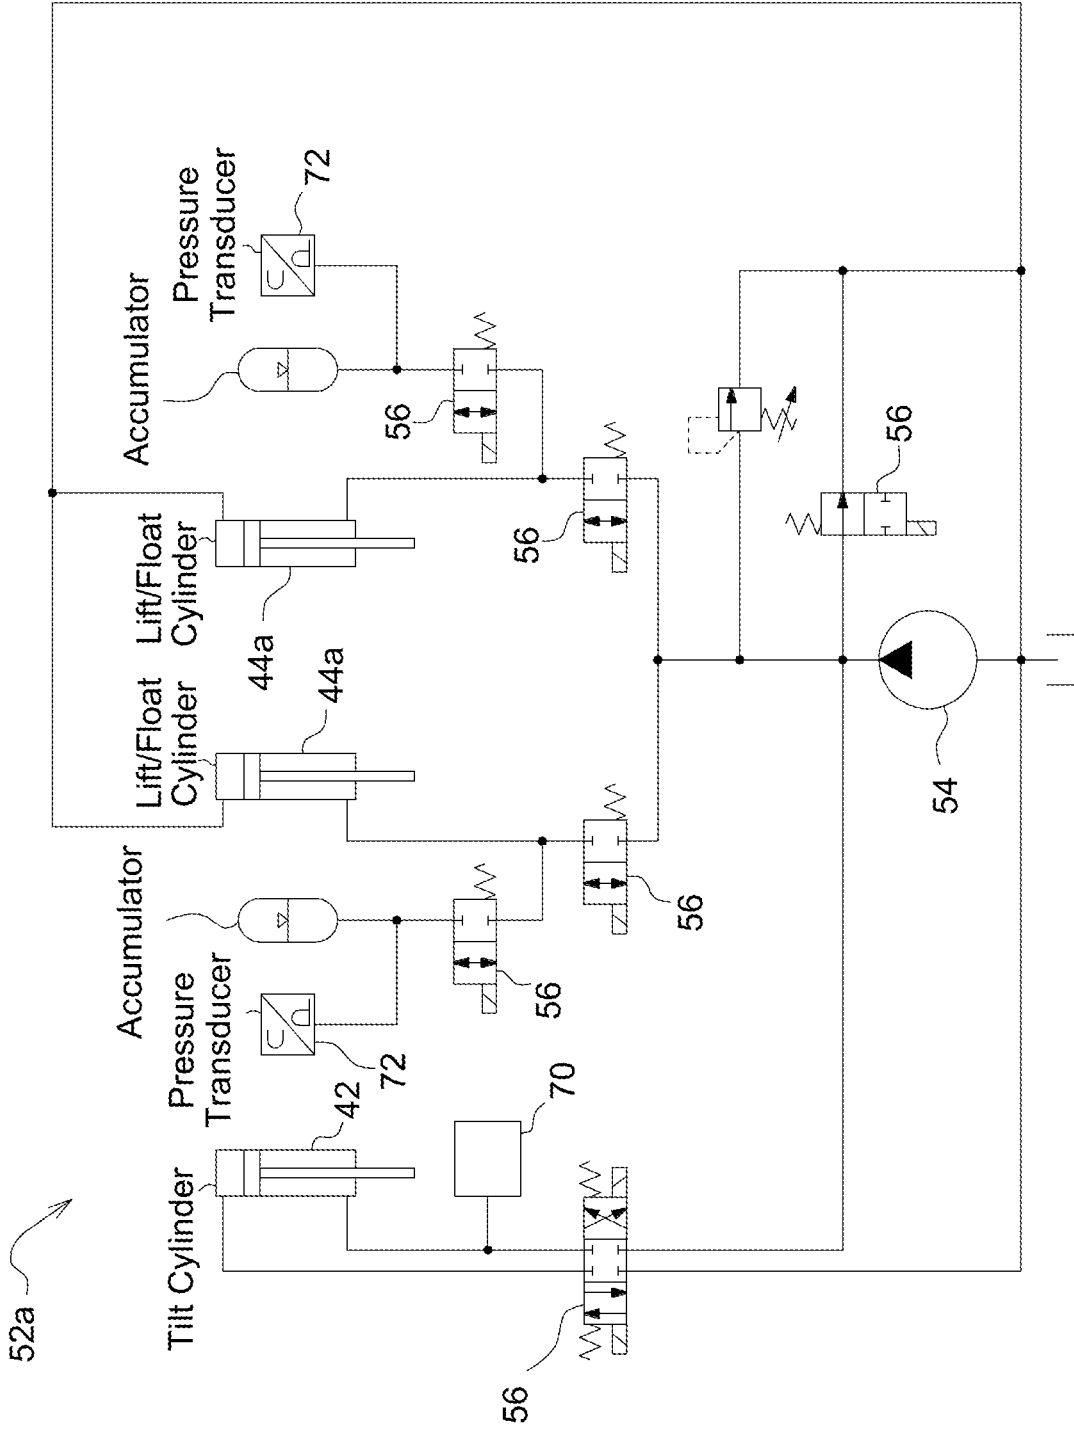 52a
Tilt Cylinder
42
Pressure
Transducer
72
Accumulator
Lift/Float
Cylinder
44a
Lift/Float
Cylinder
44a
Accumulator
Pressure
Transducer
72
U
p
U
p
70
56
56
56
56
56
56
54